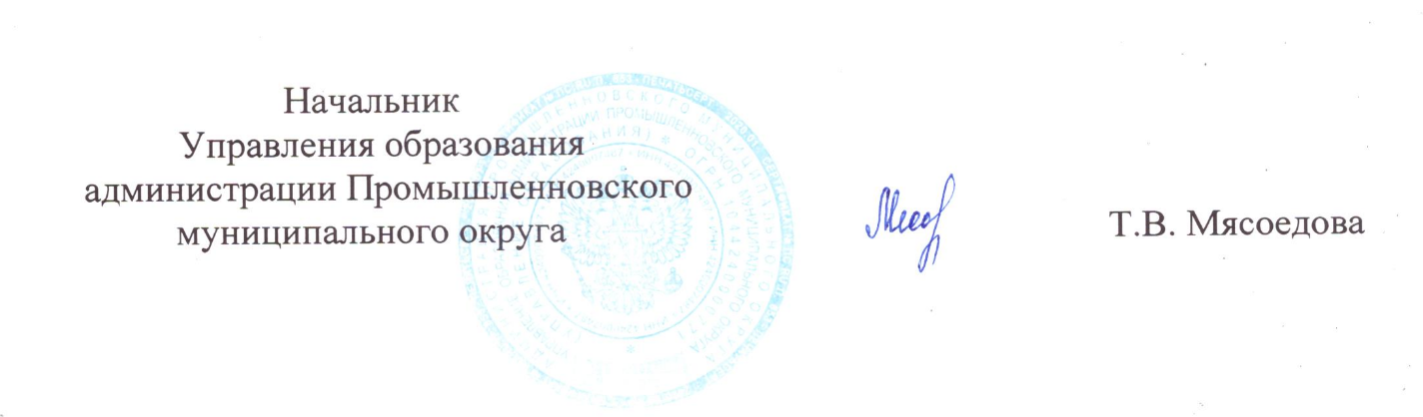 Начальник
Управления образования
администрации Промышленновского
муниципального округа
Т.В. Мясоедова